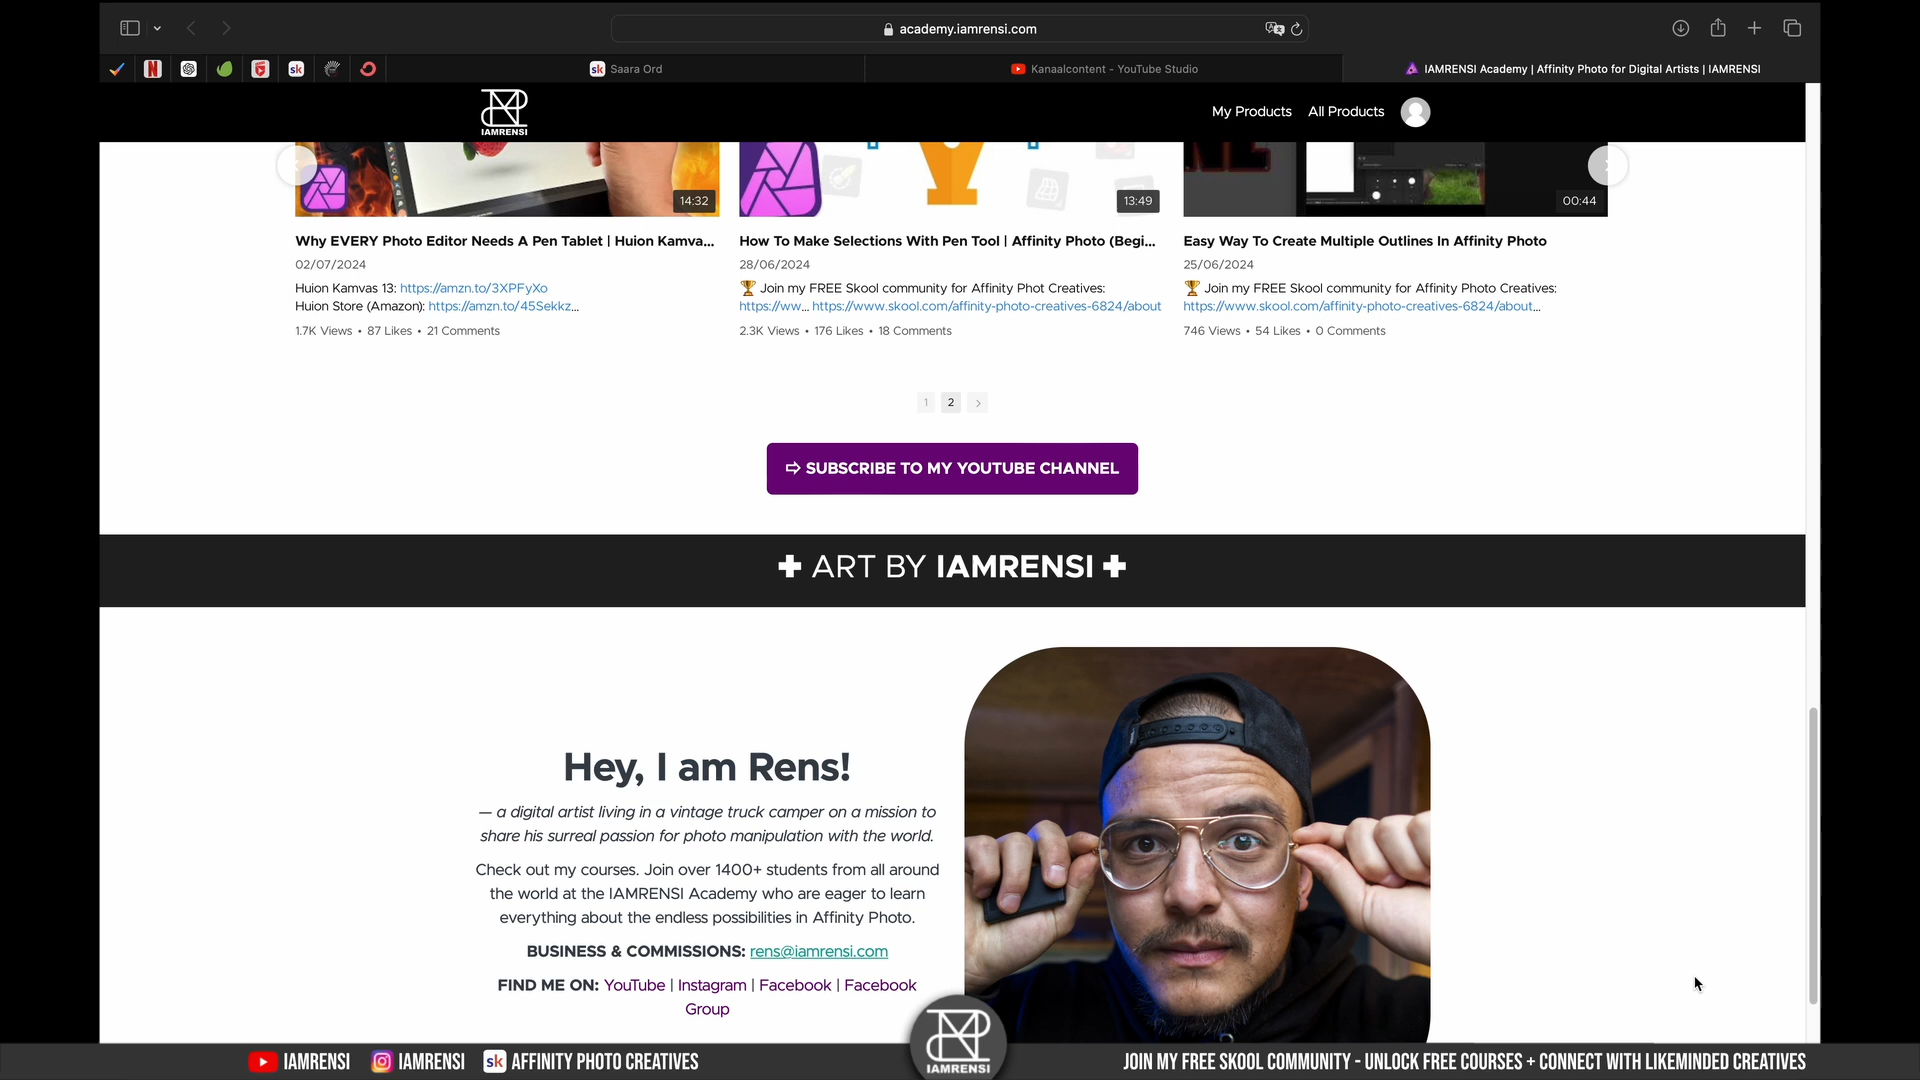 academy.iamrensi.com
Saara Ord
Kanaalcontent - YouTube Studio
IAMRENSI Academy | Affinity Photo for Digital Artists | IAMRENSI
IAMRENSI
My Products
All Products
14:32
13:49
00:44
Why EVERY Photo Editor Needs A Pen Tablet | Huion Kamva...
02/07/2024
Huion Kamvas 13: https://amzn.to/3XPFyXo
Huion Store (Amazon): https://amzn.to/45Sekkz...
1.7K Views • 87 Likes • 21 Comments
How To Make Selections With Pen Tool | Affinity Photo (Begi...
28/06/2024
🏆 Join my FREE Skool community for Affinity Phot Creatives:
https://ww... https://www.skool.com/affinity-photo-creatives-6824/about
2.3K Views • 176 Likes • 18 Comments
Easy Way To Create Multiple Outlines In Affinity Photo
25/06/2024
🏆 Join my FREE Skool community for Affinity Photo Creatives:
https://www.skool.com/affinity-photo-creatives-6824/about...
746 Views • 54 Likes • 0 Comments
1 2 >
⇨ SUBSCRIBE TO MY YOUTUBE CHANNEL
✚ ART BY IAMRENSI ✚
Hey, I am Rens!
— a digital artist living in a vintage truck camper on a mission to
share his surreal passion for photo manipulation with the world.
Check out my courses. Join over 1400+ students from all around
the world at the IAMRENSI Academy who are eager to learn
everything about the endless possibilities in Affinity Photo.
BUSINESS & COMMISSIONS: rens@iamrensi.com
FIND ME ON: YouTube | Instagram | Facebook | Facebook
Group
IAMRENSI
IAMRENSI
sk AFFINITY PHOTO CREATIVES
IAMRENSI
JOIN MY FREE SKOOL COMMUNITY - UNLOCK FREE COURSES + CONNECT WITH LIKEMINDED CREATIVES